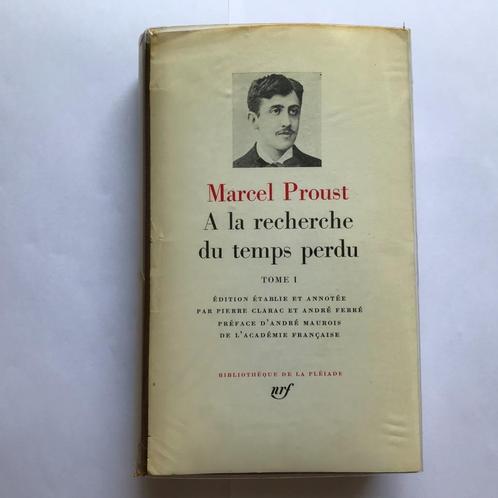 Marcel Proust
A la recherche
du temps perdu
TOME I
ÉDITION ÉTABLIE ET ANNOTÉE
PAR PIERRE CLARAC ET ANDRÉ FERRÉ
PRÉFACE D'ANDRÉ MAUROIS
DE L'ACADÉMIE FRANÇAISE
BIBLIOTHÈQUE DE LA PLÉIADE
nrf